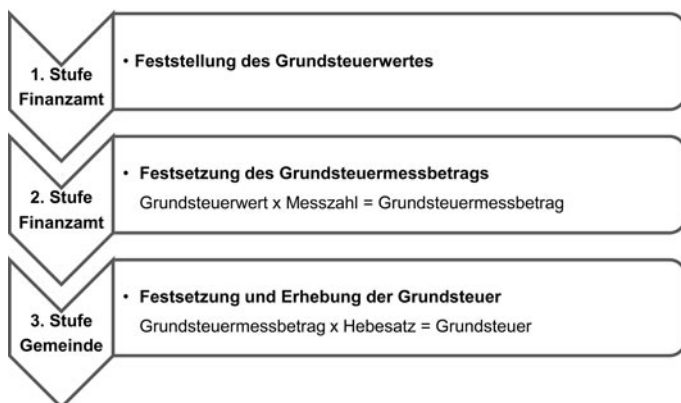 1. Stufe
Finanzamt
• Feststellung des Grundsteuerwertes
2. Stufe
Finanzamt
• Festsetzung des Grundsteuermessbetrags
Grundsteuerwert x Messzahl = Grundsteuermessbetrag
3. Stufe
Gemeinde
• Festsetzung und Erhebung der Grundsteuer
Grundsteuermessbetrag x Hebesatz = Grundsteuer